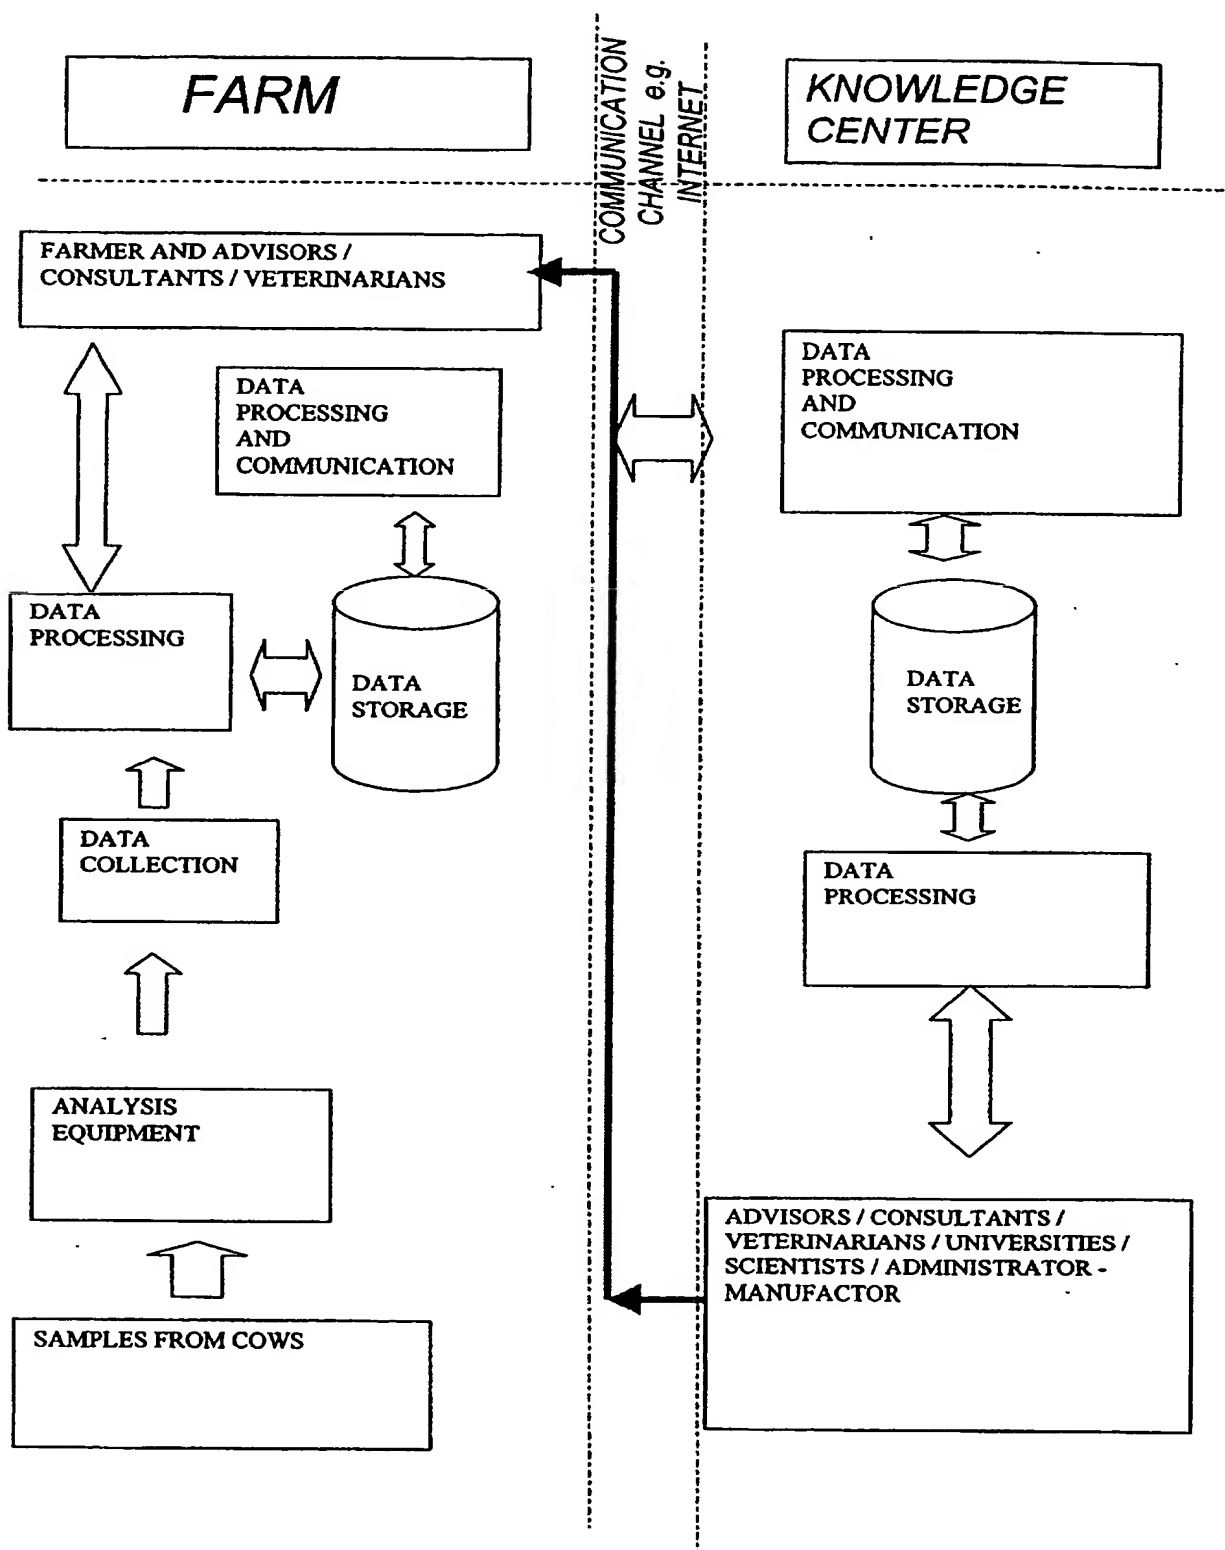 FARM
COMMUNICATION
CHANNEL e.g.
INTERNET
KNOWLEDGE
CENTER
FARMER AND ADVISORS /
CONSULTANTS / VETERINARIANS
DATA
PROCESSING
AND
COMMUNICATION
DATA
PROCESSING
DATA
STORAGE
DATA
COLLECTION
ANALYSIS
EQUIPMENT
SAMPLES FROM COWS
DATA
PROCESSING
AND
COMMUNICATION
DATA
STORAGE
DATA
PROCESSING
ADVISORS / CONSULTANTS /
VETERINARIANS / UNIVERSITIES /
SCIENTISTS / ADMINISTRATOR -
MANUFACTOR